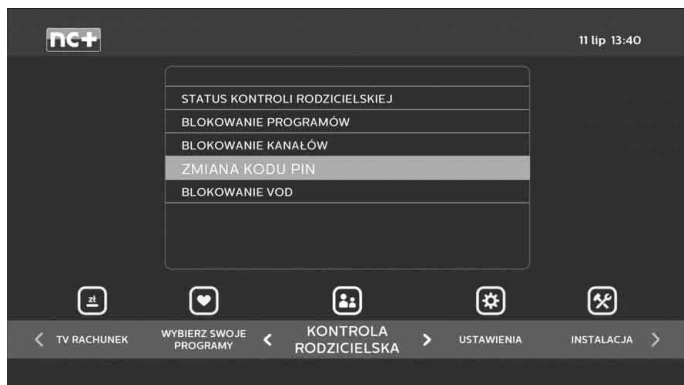 nc+
11 lip 13:40
STATUS KONTROLI RODZICIELSKIEJ
BLOKOWANIE PROGRAMÓW
BLOKOWANIE KANAŁÓW
ZMIANA KODU PIN
BLOKOWANIE VOD
zł
TV RACHUNEK
WYBIERZ SWOJE
PROGRAMY
KONTROLA
RODZICIELSKA
USTAWIENIA
INSTALACJA